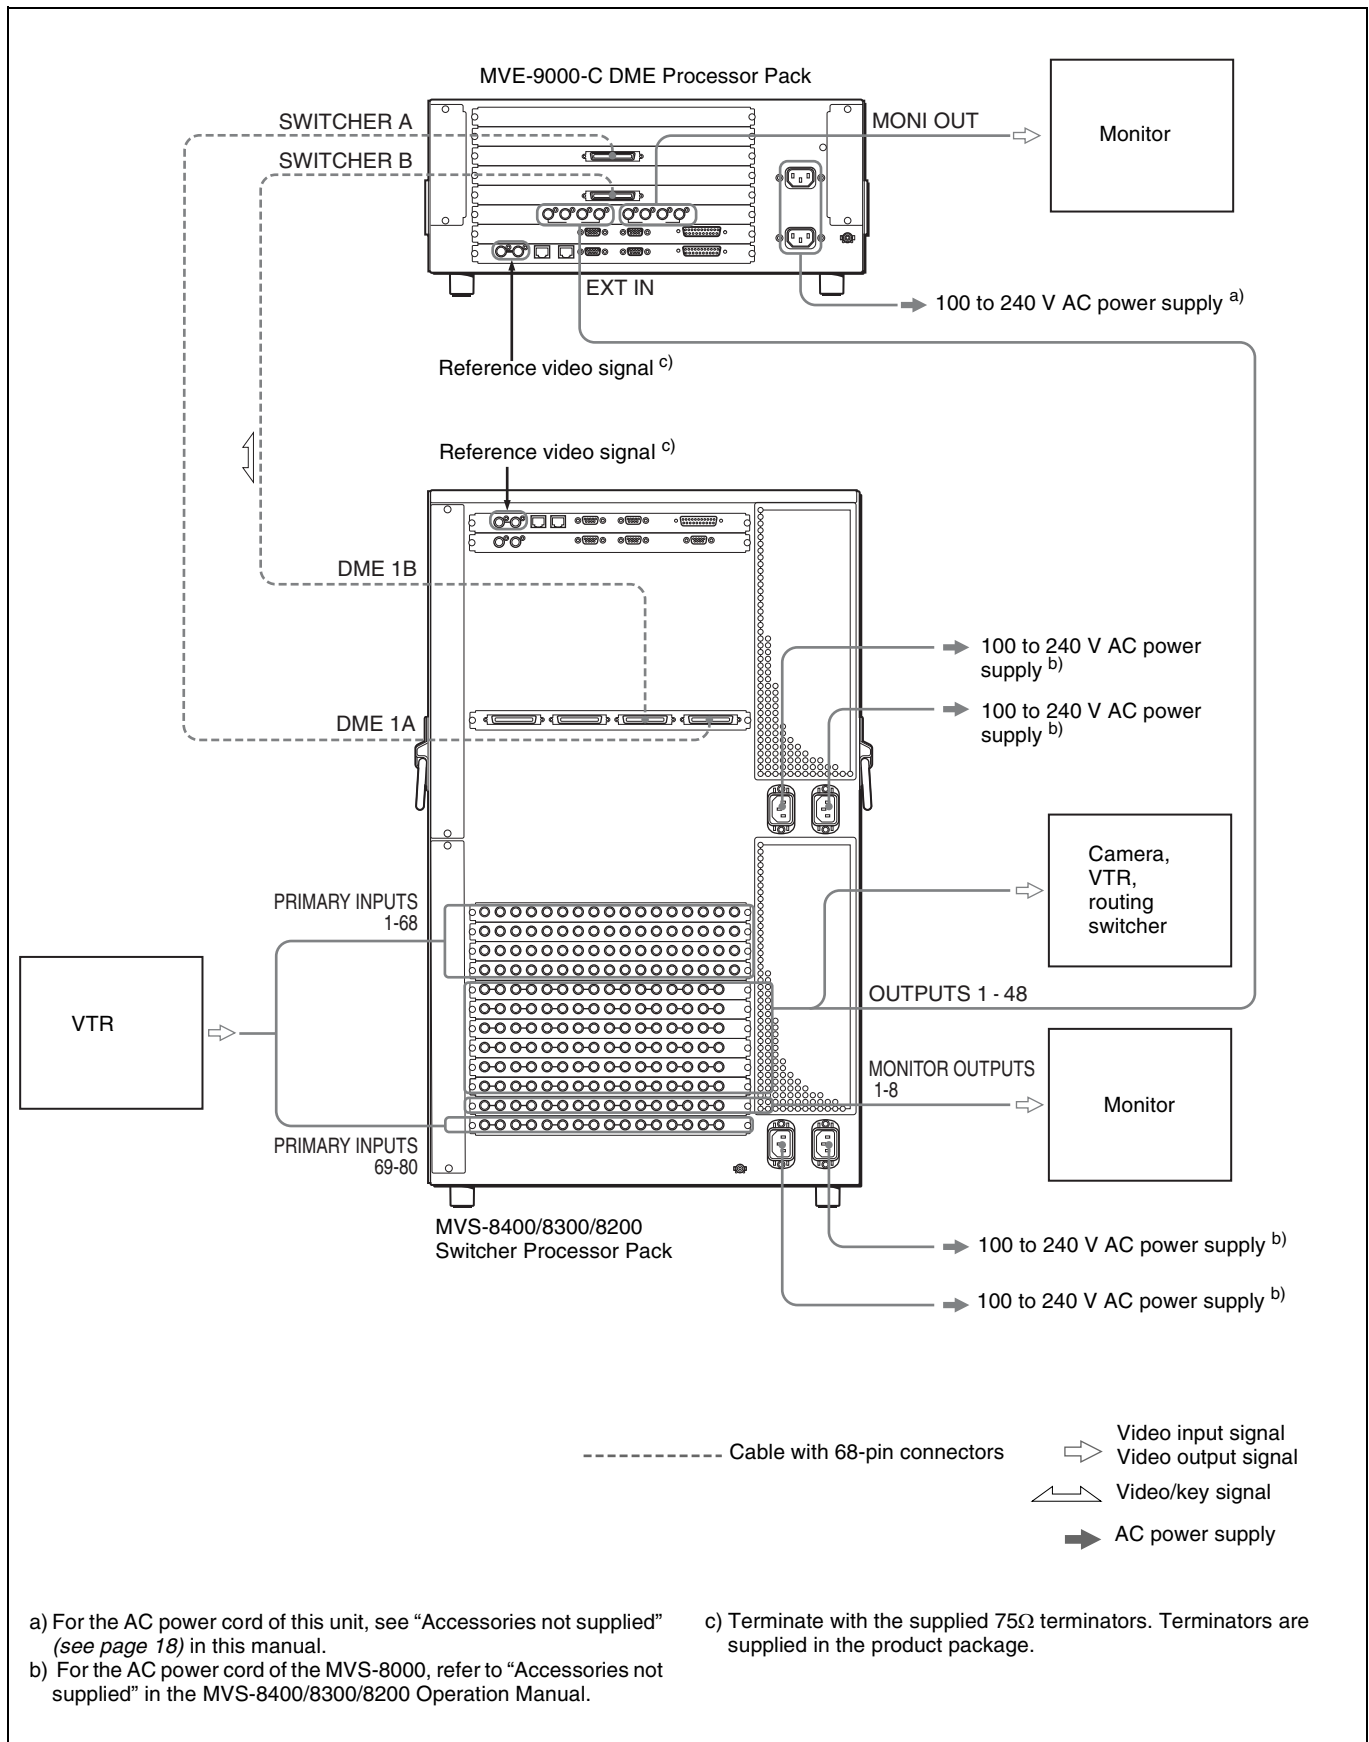 MVE-9000-C DME Processor Pack
SWITCHER A
MONI OUT
Monitor
SWITCHER B
EXT IN
100 to 240 V AC power supply a)
Reference video signal c)
Reference video signal c)
DME 1B
100 to 240 V AC power
supply b)
100 to 240 V AC power
supply b)
DME 1A
Camera,
VTR,
routing
switcher
PRIMARY INPUTS
1-68
VTR
OUTPUTS 1 - 48
MONITOR OUTPUTS
1-8
Monitor
PRIMARY INPUTS
69-80
MVS-8400/8300/8200
Switcher Processor Pack
100 to 240 V AC power supply b)
100 to 240 V AC power supply b)
Cable with 68-pin connectors
Video input signal
Video output signal
Video/key signal
AC power supply
a) For the AC power cord of this unit, see “Accessories not supplied”
(see page 18) in this manual.
b) For the AC power cord of the MVS-8000, refer to “Accessories not
supplied” in the MVS-8400/8300/8200 Operation Manual.
c) Terminate with the supplied 75Ω terminators. Terminators are
supplied in the product package.